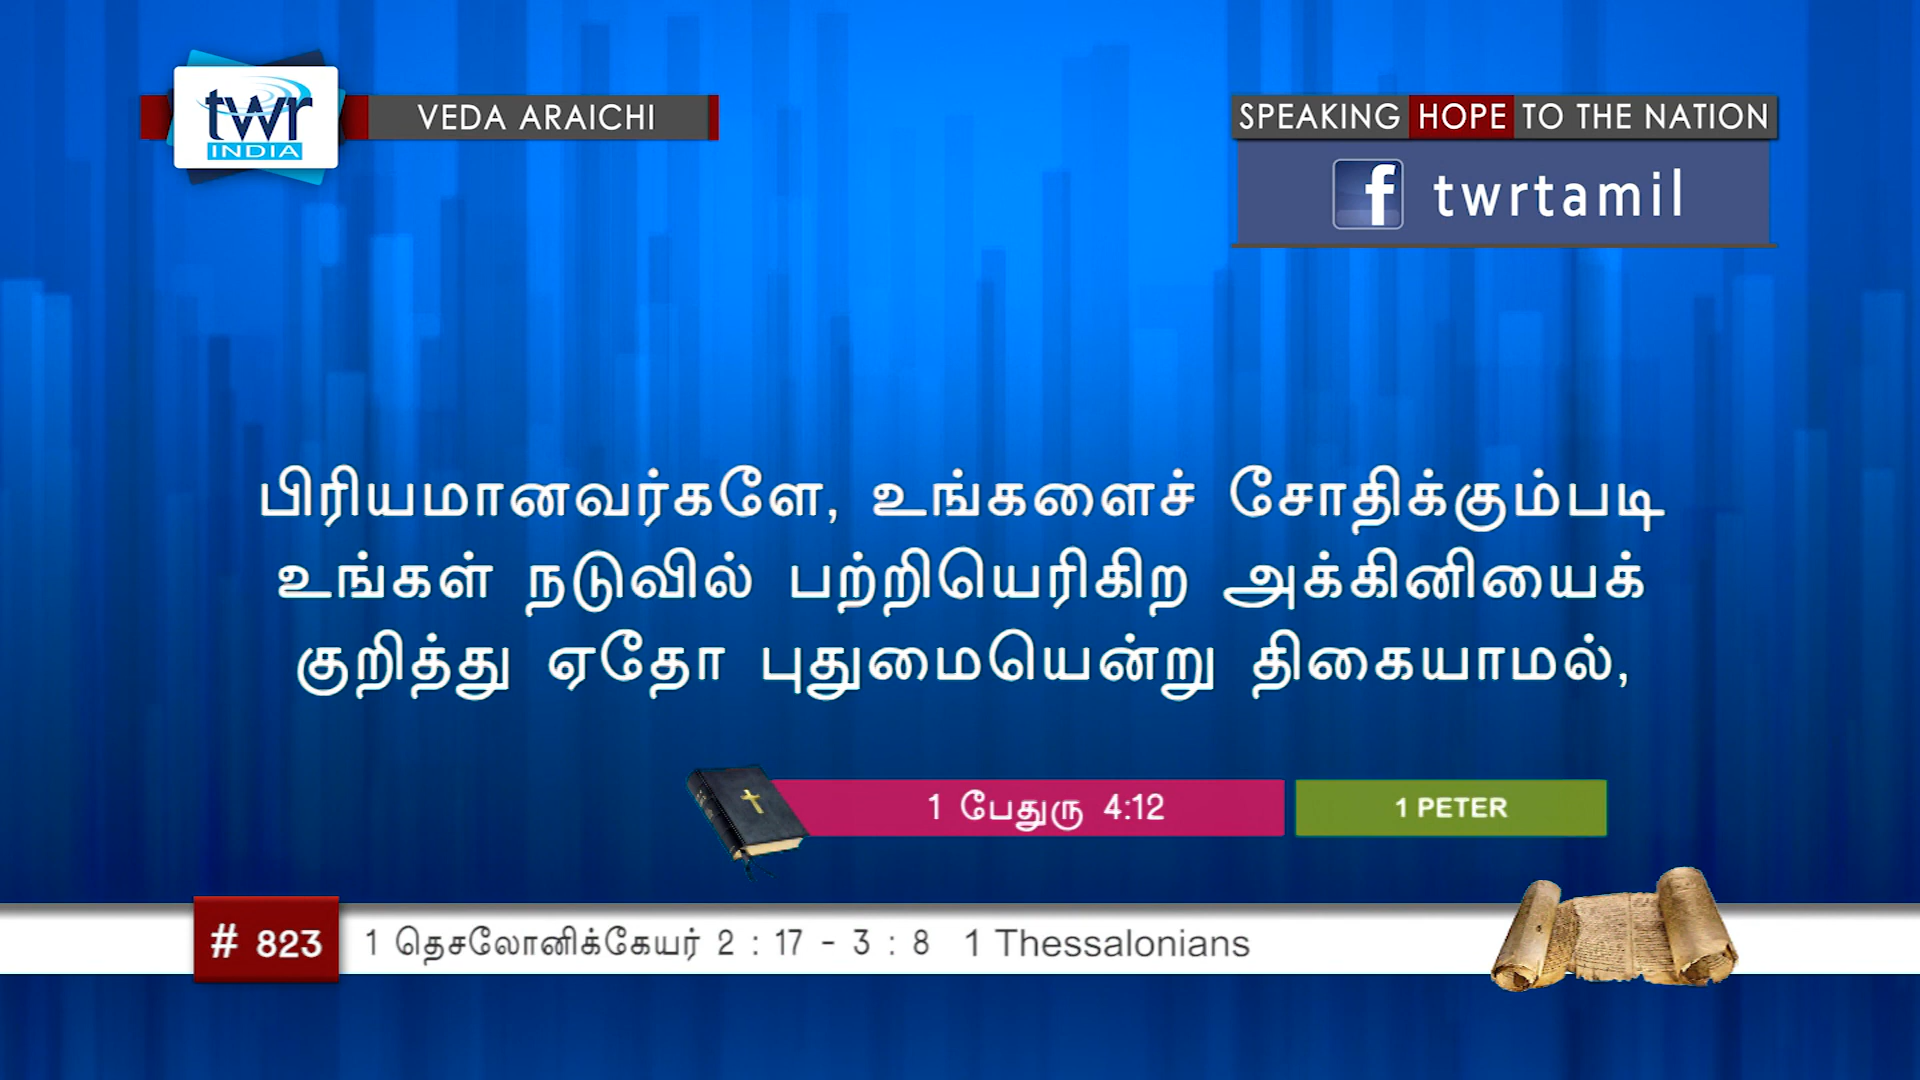 twr
INDIA
VEDA ARAICHI
SPEAKING HOPE TO THE NATION
f twrtamil
பிரியமானவர்களே, உங்களைச் சோதிக்கும்படி
உங்கள் நடுவில் பற்றியெரிகிற அக்கினியைக்
குறித்து ஏதோ புதுமையென்று திகையாமல்,
1 பேதுரு 4:12
1 PETER
# 823
1 தெசலோனிக்கேயர் 2 : 17 - 3 : 8 1 Thessalonians